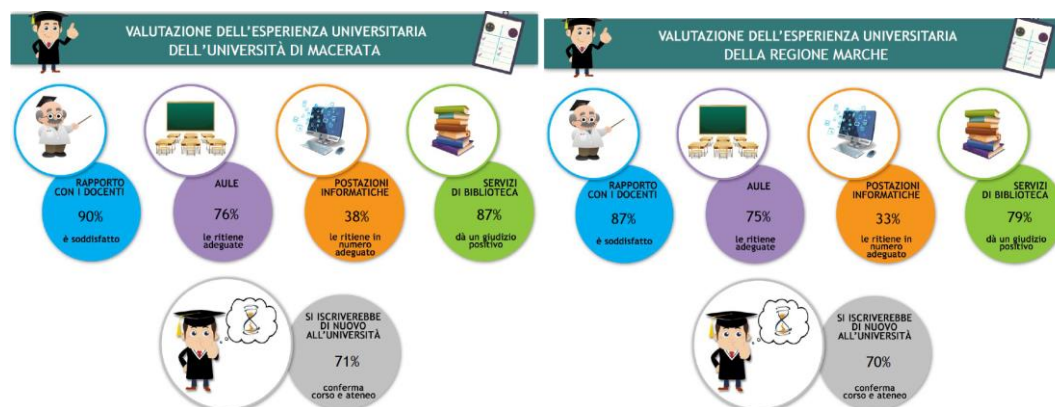 VALUTAZIONE DELL'ESPERIENZA UNIVERSITARIA
DELL'UNIVERSITÀ DI MACERATA
RAPPORTO
CON I DOCENTI
90%
è soddisfatto
AULE
76%
le ritiene
adeguate
POSTAZIONI
INFORMATICHE
38%
le ritiene in
numero
adeguato
SERVIZI
DI BIBLIOTECA
87%
dà un giudizio
positivo
SI ISCRIVEREBBE
DI NUOVO
ALL'UNIVERSITÀ
71%
conferma
corso e ateneo
VALUTAZIONE DELL'ESPERIENZA UNIVERSITARIA
DELLA REGIONE MARCHE
RAPPORTO
CON I DOCENTI
87%
è soddisfatto
AULE
75%
le ritiene
adeguate
POSTAZIONI
INFORMATICHE
33%
le ritiene in
numero
adeguato
SERVIZI
DI BIBLIOTECA
79%
dà un giudizio
positivo
SI ISCRIVEREBBE
DI NUOVO
ALL'UNIVERSITÀ
70%
conferma
corso e ateneo